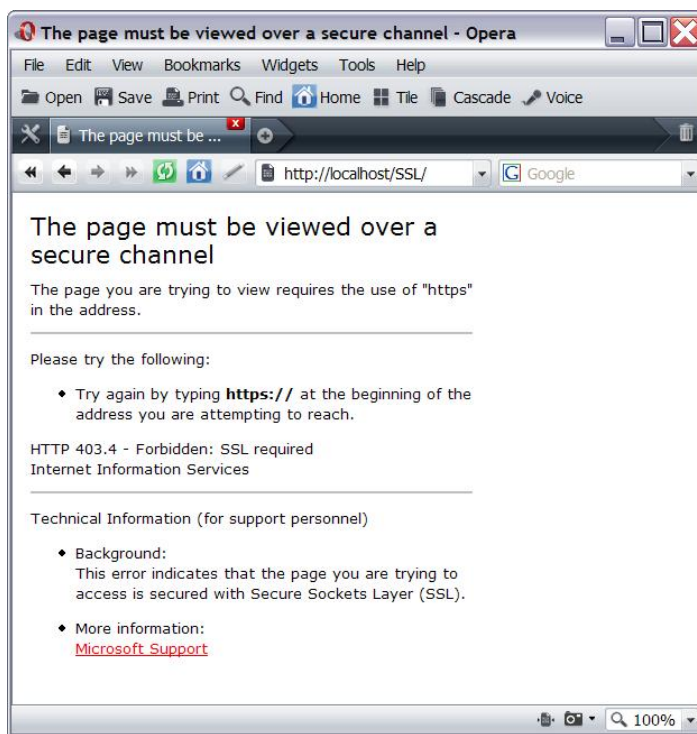 The page must be viewed over a secure channel - Opera
File Edit View Bookmarks Widgets Tools Help
Open Save Print Find Home Tile Cascade Voice
The page must be ...
http://localhost/SSL/ Google
The page must be viewed over a
secure channel
The page you are trying to view requires the use of "https"
in the address.
Please try the following:
Try again by typing https:// at the beginning of the
address you are attempting to reach.
HTTP 403.4 - Forbidden: SSL required
Internet Information Services
Technical Information (for support personnel)
Background:
This error indicates that the page you are trying to
access is secured with Secure Sockets Layer (SSL).
More information:
Microsoft Support
100%